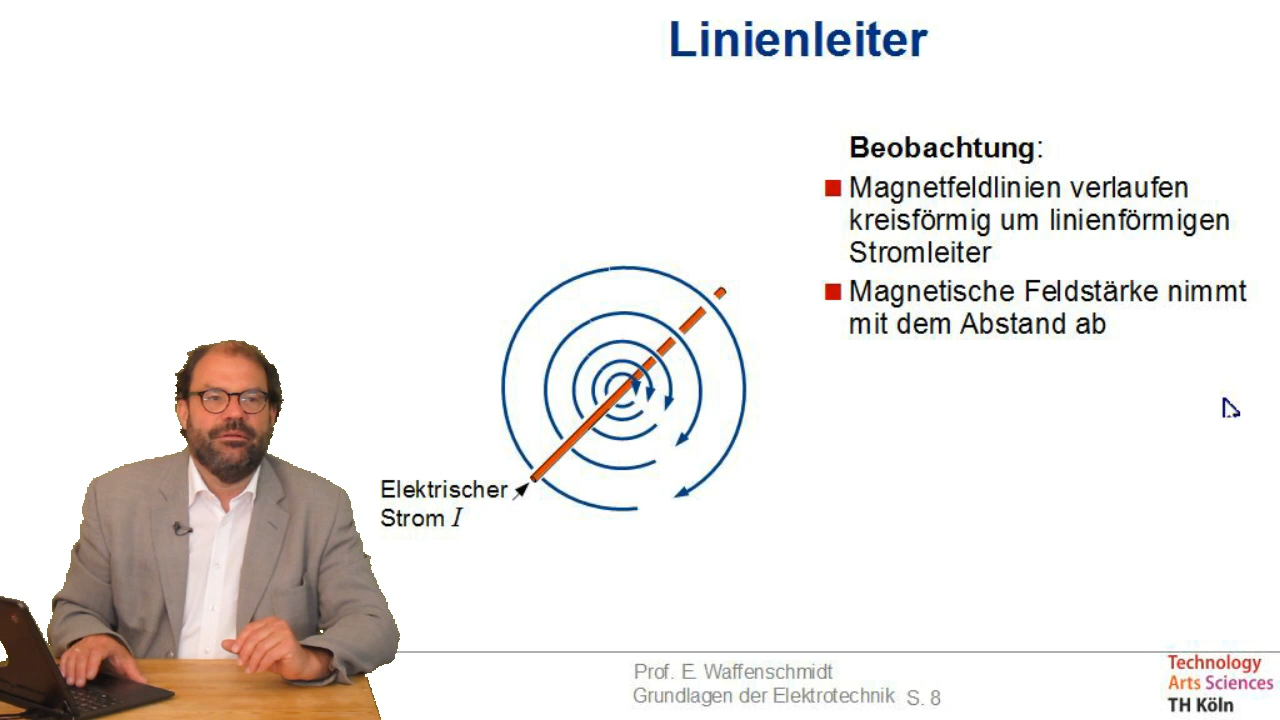 Linienleiter
Beobachtung:
Magnetfeldlinien verlaufen
kreisförmig um linienförmigen
Stromleiter
Magnetische Feldstärke nimmt
mit dem Abstand ab
Elektrischer
Strom I
Prof. E. Waffenschmidt
Grundlagen der Elektrotechnik S. 8
Technology
Arts Sciences
TH Köln